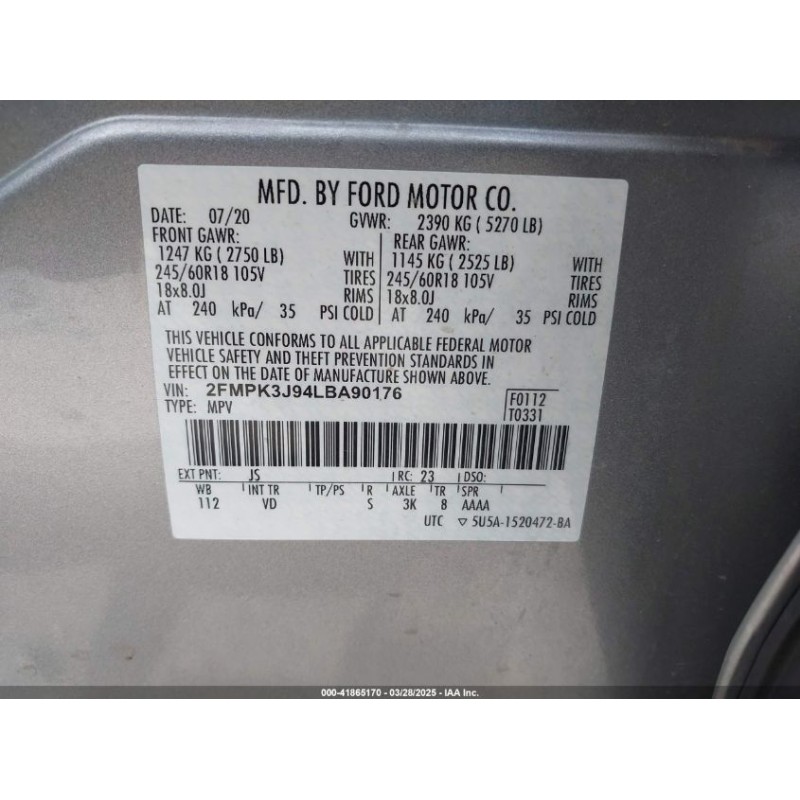 MFD. BY FORD MOTOR CO.
DATE: 07/20 GVWR: 2390 KG ( 5270 LB)
FRONT GAWR: REAR GAWR:
1247 KG ( 2750 LB) WITH 1145 KG ( 2525 LB) WITH
245/60R18 105V TIRES 245/60R18 105V TIRES
18x8.0J RIMS 18x8.0J RIMS
AT 240 kPa/ 35 PSI COLD AT 240 kPa/ 35 PSI COLD
THIS VEHICLE CONFORMS TO ALL APPLICABLE FEDERAL MOTOR
VEHICLE SAFETY AND THEFT PREVENTION STANDARDS IN
EFFECT ON THE DATE OF MANUFACTURE SHOWN ABOVE.
VIN: 2FMPK3J94LBA90176 F0112
TYPE: MPV T0331
EXT PNT: JS RC: 23 DSO:
WB INT TR TP/PS R AXLE TR SPR
112 VD S 3K 8 AAAA
UTC ▽ 5U5A-1520472-BA
000-41865170 - 03/28/2025 - IAA Inc.